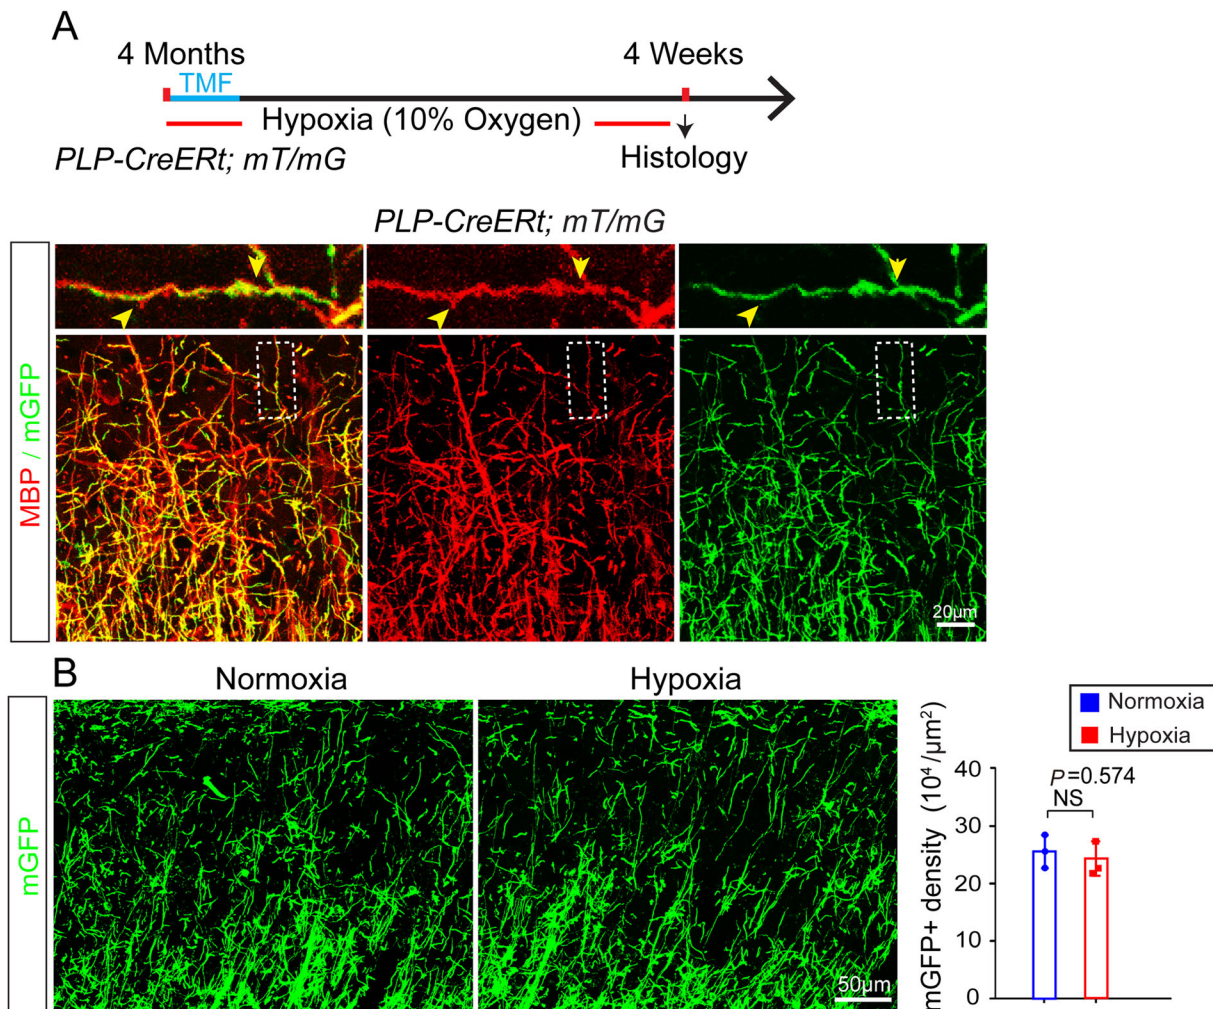 A
4 Months
4 Weeks
TMF
Hypoxia (10% Oxygen)
PLP-CreERt; mT/mG
Histology
PLP-CreERt; mT/mG
MBP / mGFP
20μm
B
Normoxia
Hypoxia
mGFP
50μm
Normoxia
Hypoxia
mGFP+ density (10⁴/μm²)
P=0.574
NS
40
30
20
10
0